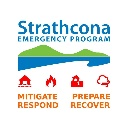 Strathcona
EMERGENCY PROGRAM
MITIGATE PREPARE
RESPOND RECOVER